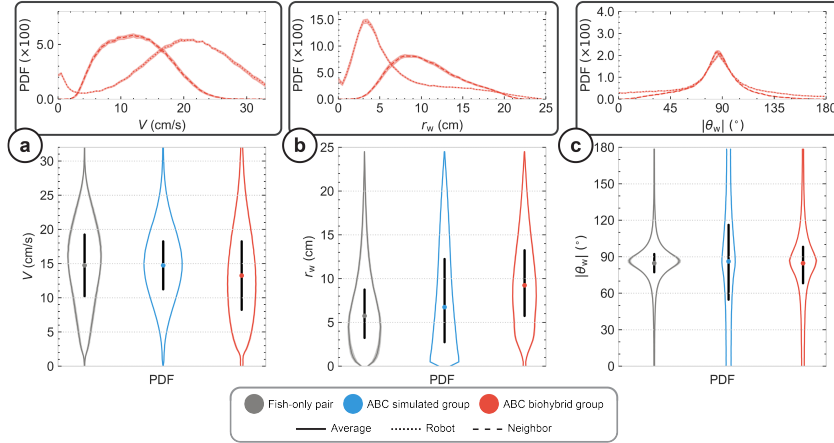 PDF (×100)
5.0
0.0
0
10
20
30
V (cm/s)
PDF (×100)
15.0
10.0
5.0
0.0
0
5
10
15
20
25
r_w (cm)
PDF (×100)
4.0
3.0
2.0
1.0
0.0
0
45
90
135
180
|θ_w| (°)
a
V (cm/s)
30
25
20
15
10
5
0
PDF
b
r_w (cm)
25
20
15
10
5
0
PDF
c
|θ_w| (°)
180
150
120
90
60
30
0
PDF
Fish-only pair
ABC simulated group
ABC biohybrid group
Average
Robot
Neighbor